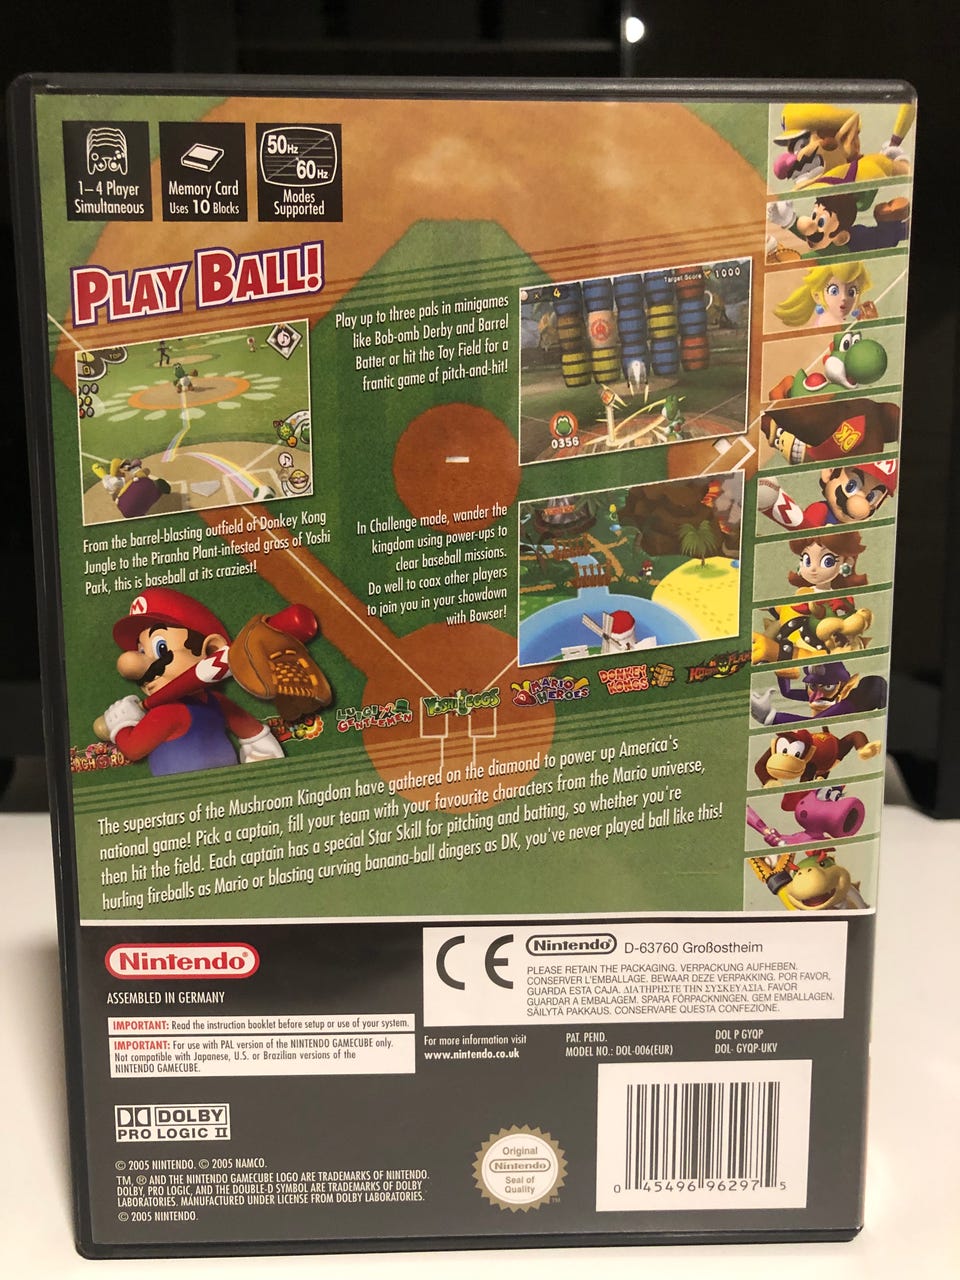 1–4 Player
Simultaneous
Memory Card
Uses 10 Blocks
50Hz
60Hz
Modes
Supported
PLAY BALL!
Play up to three pals in minigames
like Bob-omb Derby and Barrel
Batter or hit the Toy Field for a
frantic game of pitch-and-hit!
4
Target Score
1000
0356
From the barrel-blasting outfield of Donkey Kong
Jungle to the Piranha Plant-infested grass of Yoshi
Park, this is baseball at its craziest!
In Challenge mode, wander the
kingdom using power-ups to
clear baseball missions.
Do well to coax other players
to join you in your showdown
with Bowser!
M
DK
M
LUIGI
GENTLEMEN
YOSHI EGGS
MARIO
HEROES
DONKEY
KONGS
The superstars of the Mushroom Kingdom have gathered on the diamond to power up America's
national game! Pick a captain, fill your team with your favourite characters from the Mario universe,
then hit the field. Each captain has a special Star Skill for pitching and batting, so whether you're
hurling fireballs as Mario or blasting curving banana-ball dingers as DK, you've never played ball like this!
Nintendo®
ASSEMBLED IN GERMANY
IMPORTANT: Read the instruction booklet before setup or use of your system.
IMPORTANT: For use with PAL version of the NINTENDO GAMECUBE only.
Not compatible with Japanese, U.S. or Brazilian versions of the
NINTENDO GAMECUBE.
CE
Nintendo® D-63760 Großostheim
PLEASE RETAIN THE PACKAGING. VERPACKUNG AUFHEBEN.
CONSERVER L'EMBALLAGE. BEWAAR DEZE VERPAKKING. POR FAVOR,
GUARDA ESTA CAJA. ΔΙΑΤΗΡΗΣΤΕ ΤΗΝ ΣΥΣΚΕΥΑΣΙΑ. FAVOR
GUARDAR A EMBALAGEM. SPARA FÖRPACKNINGEN. GEM EMBALLAGEN.
SÄILYTÄ PAKKAUS. CONSERVARE QUESTA CONFEZIONE.
For more information visit
www.nintendo.co.uk
PAT. PEND.
MODEL NO.: DOL-006(EUR)
DOL P GYQP
DOL- GYQP-UKV
DOLBY
PRO LOGIC II
© 2005 NINTENDO. © 2005 NAMCO.
TM, ® AND THE NINTENDO GAMECUBE LOGO ARE TRADEMARKS OF NINTENDO.
DOLBY, PRO LOGIC, AND THE DOUBLE-D SYMBOL ARE TRADEMARKS OF DOLBY
LABORATORIES. MANUFACTURED UNDER LICENSE FROM DOLBY LABORATORIES.
© 2005 NINTENDO.
Original
Nintendo
Seal of
Quality
TM
0 45496 96297 5